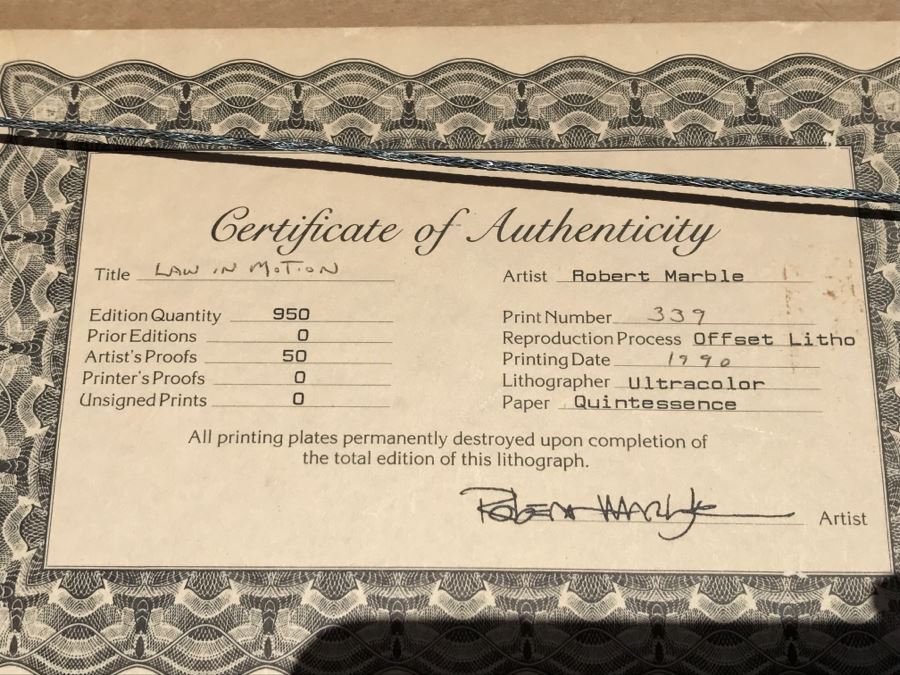 Certificate of Authenticity
Title LAW IN MOTION
Artist Robert Marble
Edition Quantity 950
Prior Editions 0
Artist's Proofs 50
Printer's Proofs 0
Unsigned Prints 0
Print Number 339
Reproduction Process Offset Litho
Printing Date 1990
Lithographer Ultracolor
Paper Quintessence
All printing plates permanently destroyed upon completion of
the total edition of this lithograph.
Robert Marble Artist